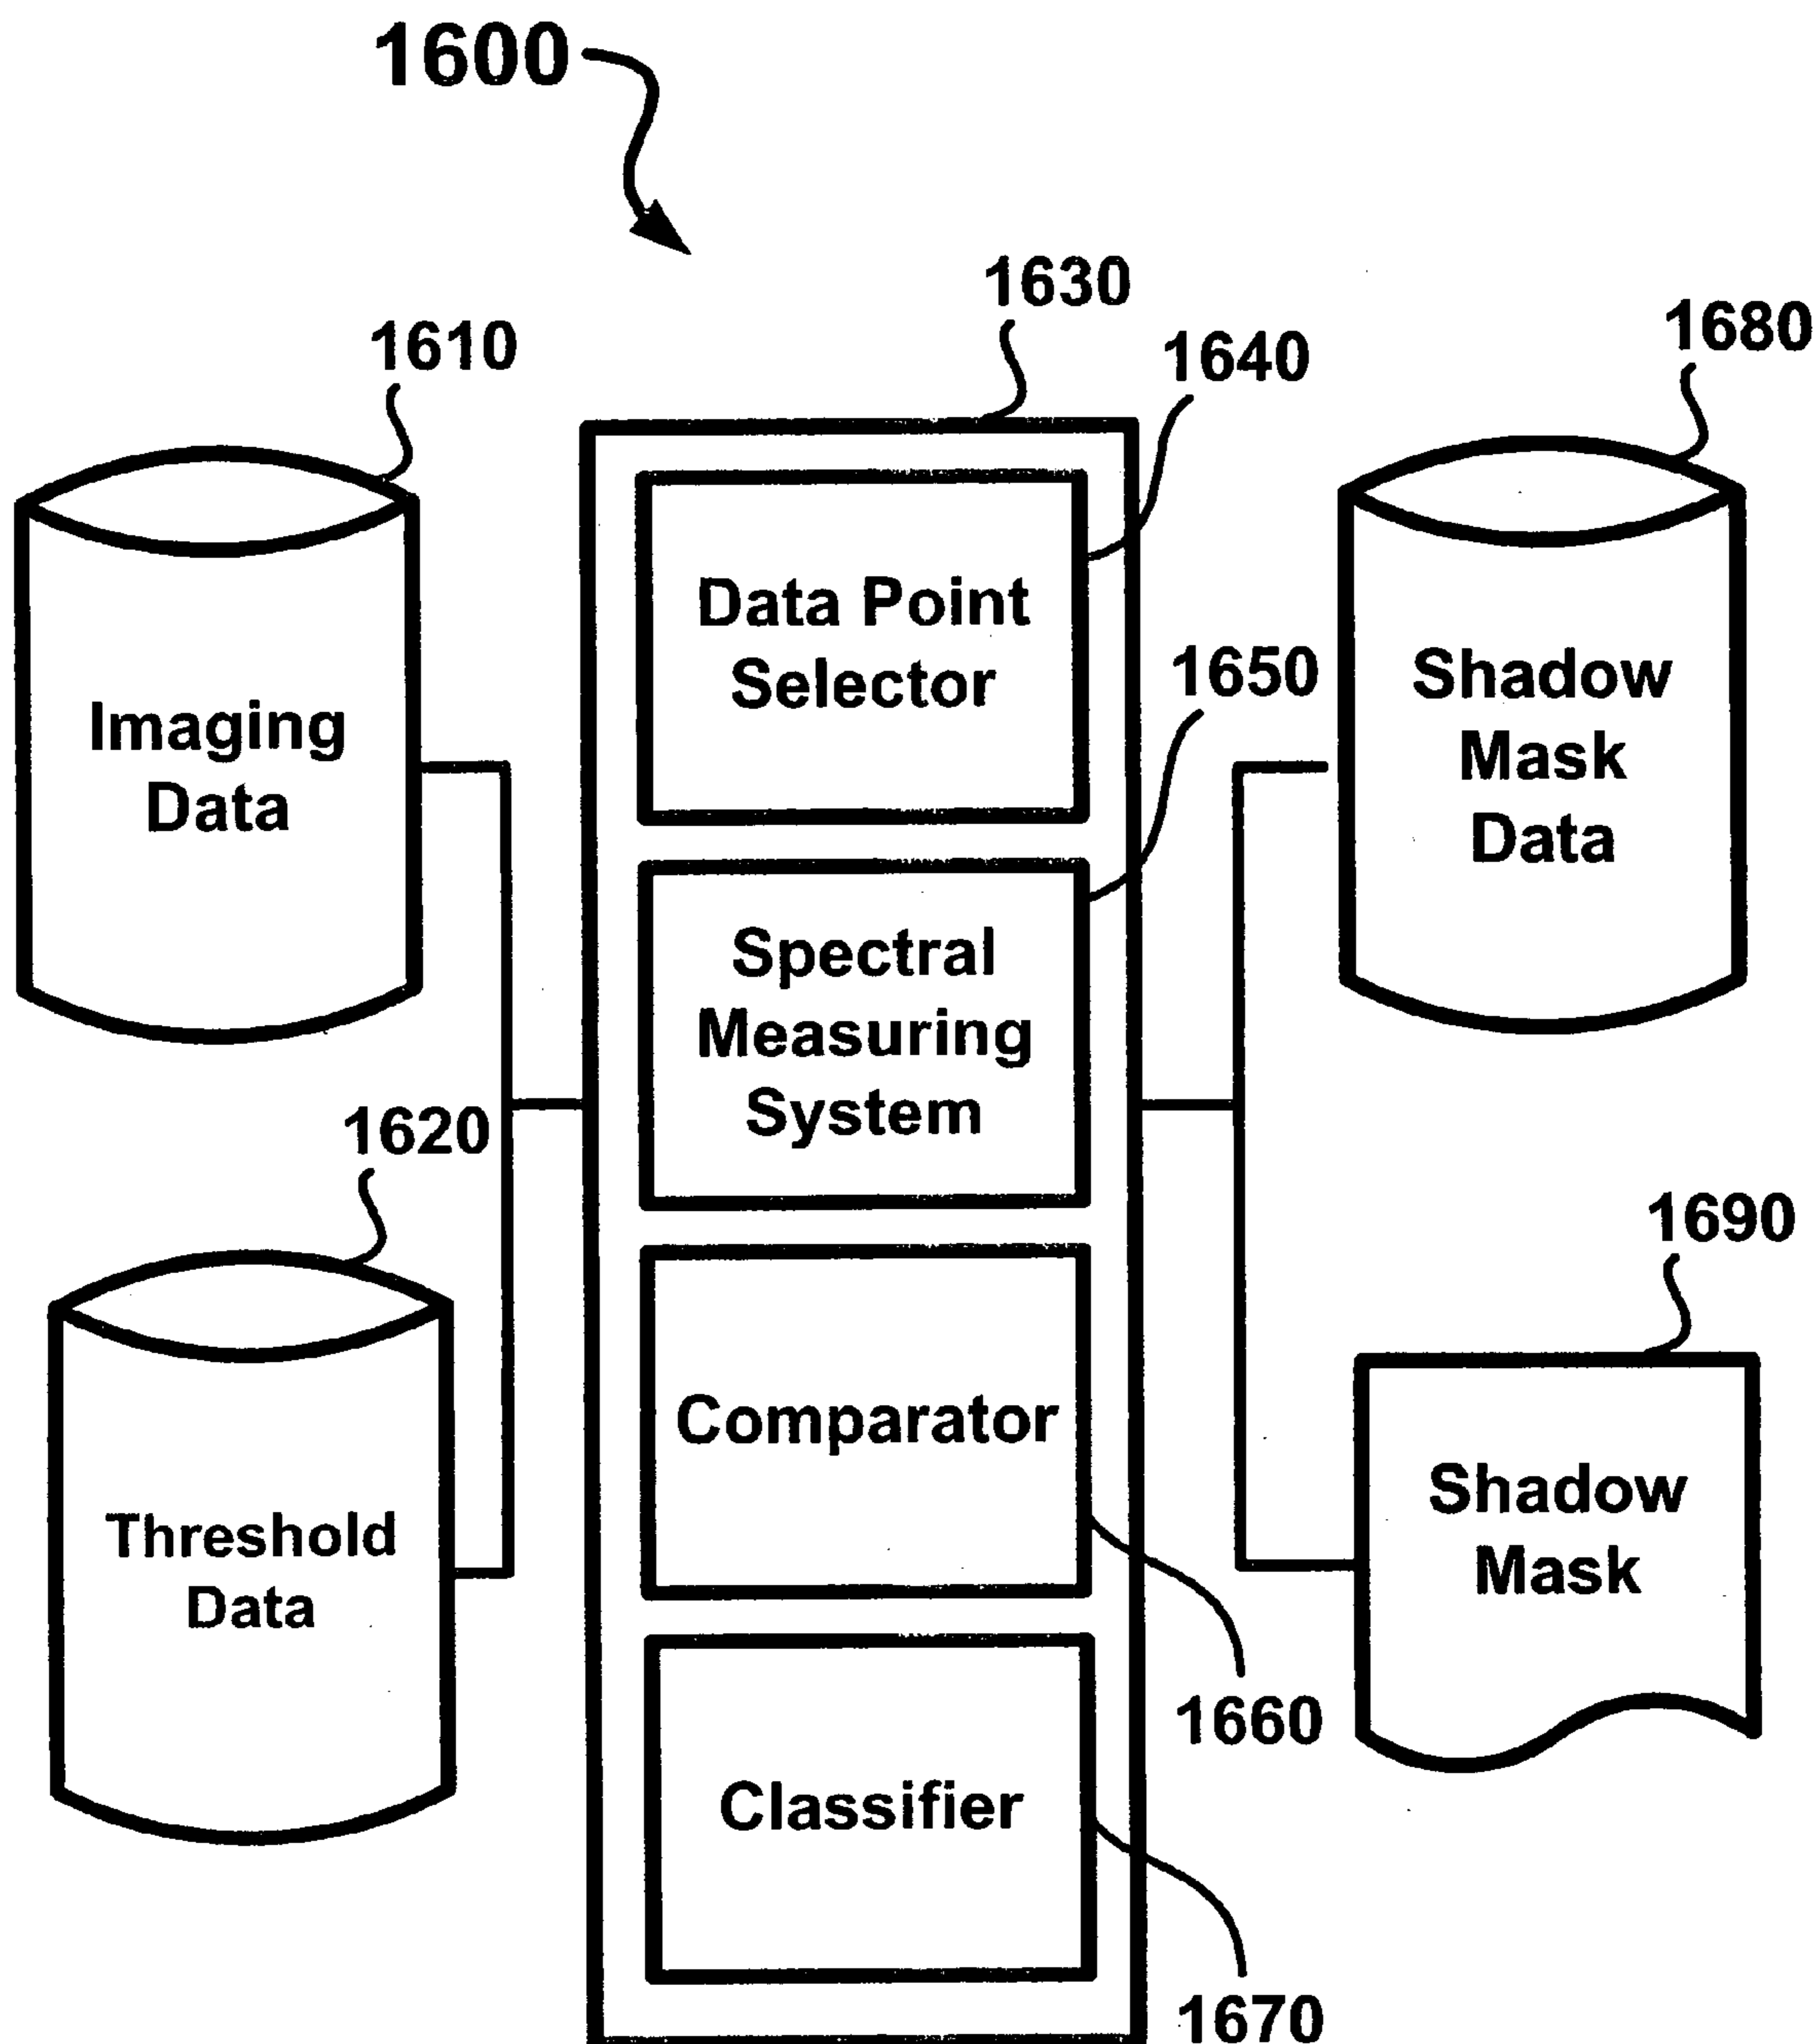 1600
1630
1640
1680
1610
Data Point
Selector
Imaging
Data
Shadow
Mask
Data
1650
Spectral
Measuring
System
1620
1690
Comparator
Threshold
Data
Shadow
Mask
1660
Classifier
1670